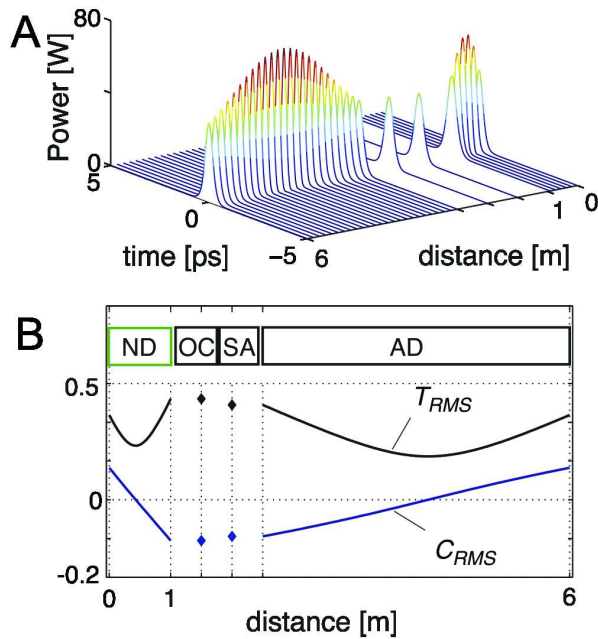 A
80
Power [W]
0
5
0
time [ps]
-5
6
distance [m]
1
0
B
ND
OC
SA
AD
0.5
T_RMS
0
C_RMS
-0.2
0
1
6
distance [m]